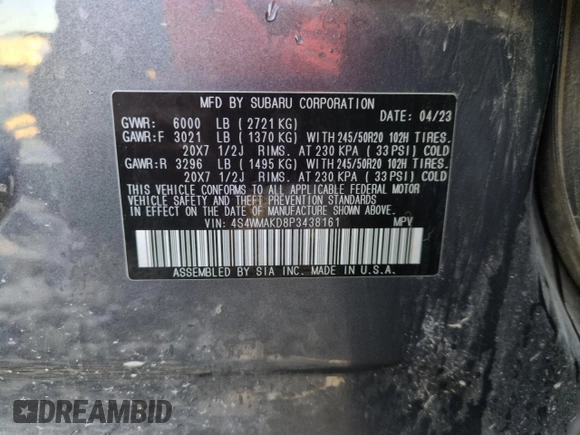 MFD BY SUBARU CORPORATION
GVWR: 6000 LB (2721 KG) DATE: 04/23
GAWR:F 3021 LB (1370 KG) WITH 245/50R20 102H TIRES.
20X7 1/2J RIMS. AT 230 KPA (33 PSI) COLD
GAWR:R 3296 LB (1495 KG) WITH 245/50R20 102H TIRES.
20X7 1/2J RIMS. AT 230 KPA (33 PSI) COLD
THIS VEHICLE CONFORMS TO ALL APPLICABLE FEDERAL MOTOR
VEHICLE SAFETY AND THEFT PREVENTION STANDARDS
IN EFFECT ON THE DATE OF MANUFACTURE SHOWN ABOVE.
VIN: 4S4WMAKD8P3438161 MPV
ASSEMBLED BY SIA INC. MADE IN U.S.A.
DREAMBID